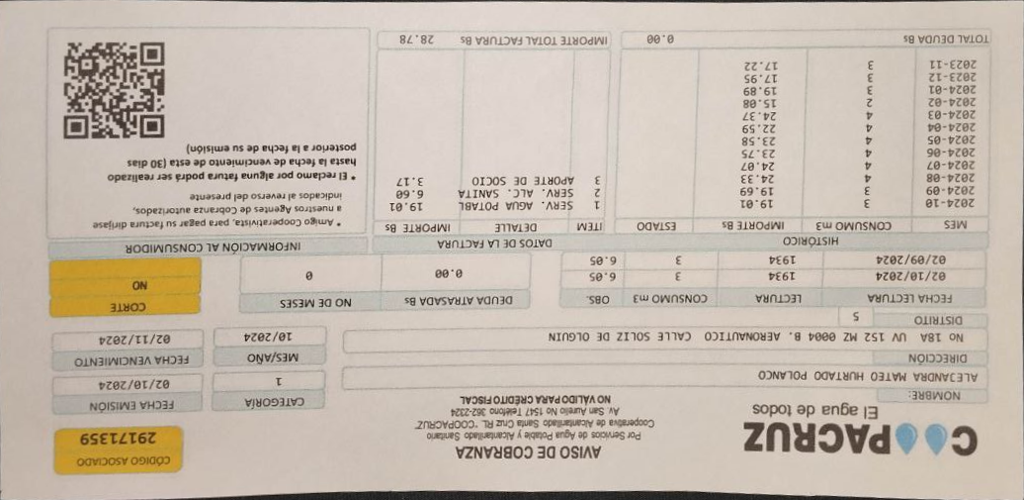 COOPACRUZ
El agua de todos
AVISO DE COBRANZA
Por Servicios de Agua Potable y Alcantarilado Sanitario
Cooperativa de Alcantarilado Santa Cruz RL. "COOPACRUZ".
Av. San Aurelio No 1547 Teléfono 362-2324
NO VALIDO PARA CRÉDITO FISCAL
CÓDIGO ASOCIADO
29171359
NOMBRE:
ALEJANDRA MATEO HURTADO POLANCO
CATEGORÍA
1
FECHA EMISIÓN
02/10/2024
DIRECCIÓN
No 18A UV 152 MZ 0004 B. AERONAUTICO CALLE SOLIZ DE OLGUIN
MES/AÑO
10/2024
FECHA VENCIMIENTO
02/11/2024
DISTRITO
5
FECHA LECTURA LECTURA CONSUMO m3 OBS.
02/10/2024 1934 3 6.05
02/09/2024 1934 3 6.05
DEUDA ATRASADA Bs NO DE MESES
0.00 0
CORTE
NO
HISTÓRICO
MES CONSUMO m3 IMPORTE Bs ESTADO
2024-10 3 19.01
2024-09 3 19.69
2024-08 4 24.33
2024-07 4 24.07
2024-06 4 23.75
2024-05 4 23.58
2024-04 4 22.59
2024-03 4 24.37
2024-02 2 15.08
2024-01 3 19.89
2023-12 3 17.95
2023-11 3 17.22
TOTAL DEUDA Bs 0.00
DATOS DE LA FACTURA
ITEM DETALLE IMPORTE Bs
1 SERV. AGUA POTABL 19.01
2 SERV. ALC. SANITA 6.60
3 APORTE DE SOCIO 3.17
IMPORTE TOTAL FACTURA Bs 28.78
INFORMACIÓN AL CONSUMIDOR
* Amigo Cooperativista, para pagar su factura diríjase
a nuestros Agentes de Cobranza autorizados,
indicados al reverso del presente
* El reclamo por alguna fatura podrá ser realizado
hasta la fecha de vencimiento de esta (30 días
posterior a la fecha de su emisión)